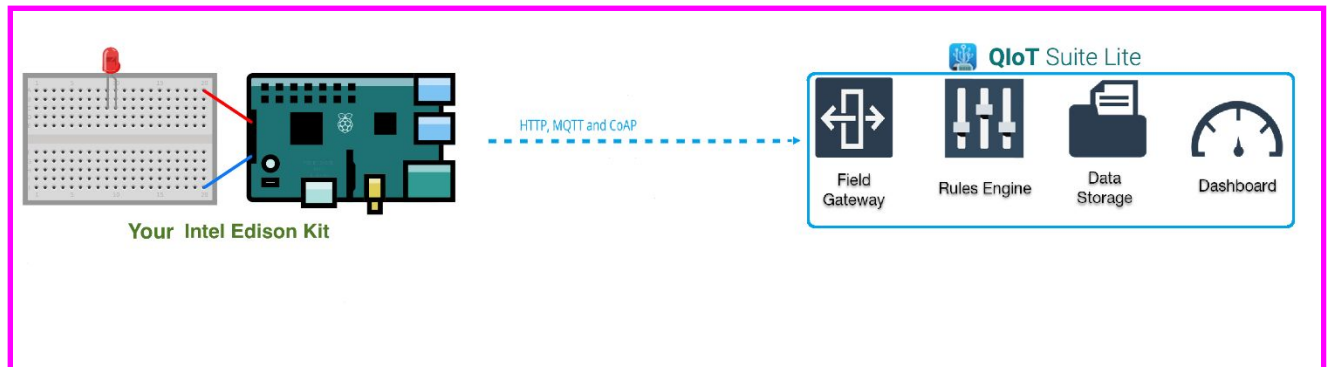 QIoT Suite Lite
HTTP, MQTT and CoAP
Field
Gateway
Rules Engine
Data
Storage
Dashboard
Your Intel Edison Kit